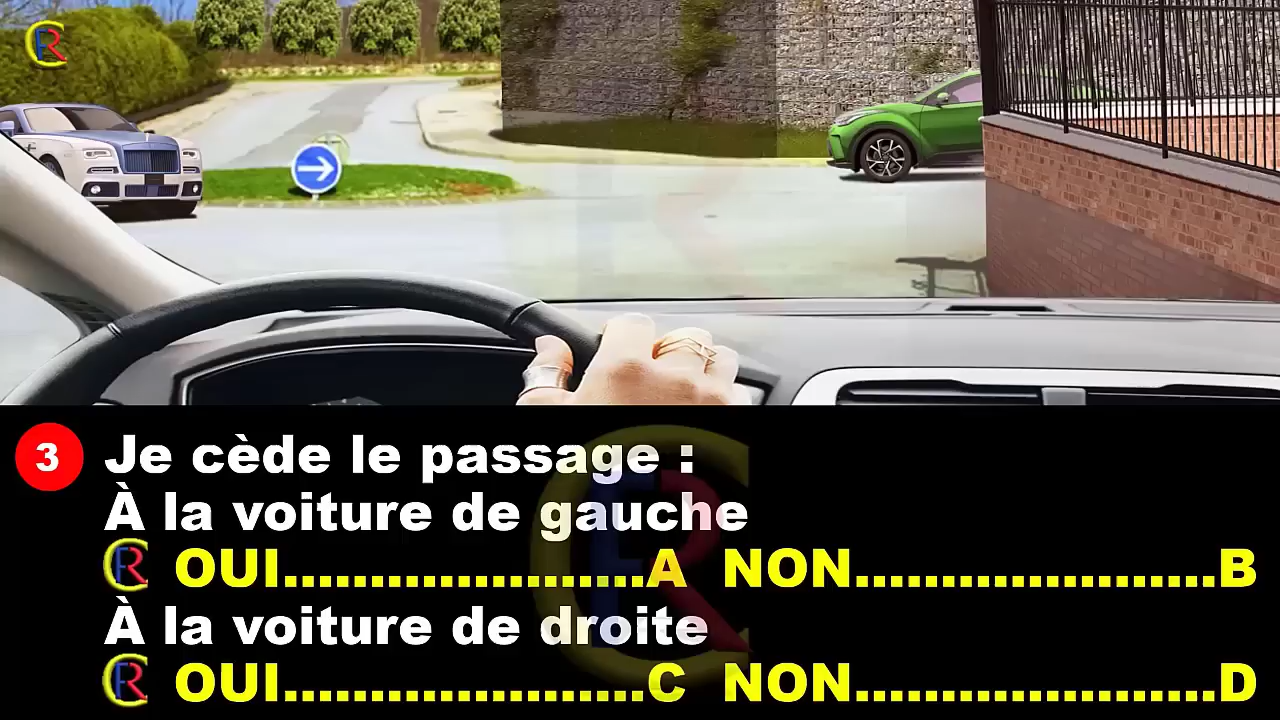 3 Je cède le passage :
À la voiture de gauche
OUI.....................A NON.....................B
À la voiture de droite
OUI.....................C NON.....................D